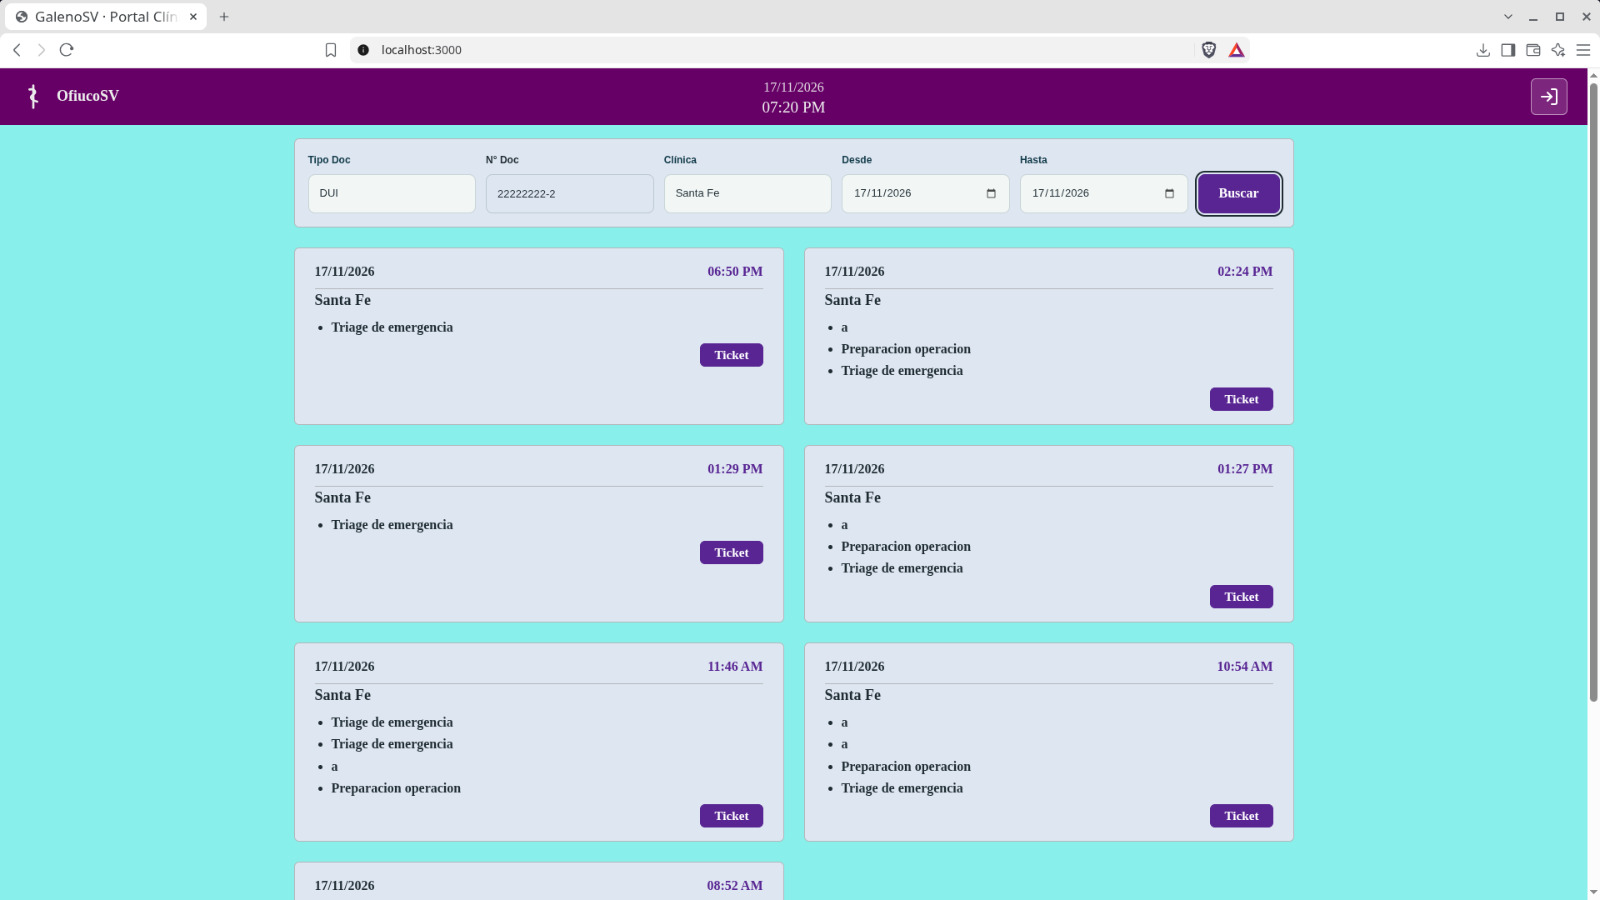 GalenoSV · Portal Clín
localhost:3000
OfiucoSV
17/11/2026
07:20 PM
Tipo Doc
N° Doc
Clínica
Desde
Hasta
DUI
22222222-2
Santa Fe
17/11/2026
17/11/2026
Buscar
17/11/2026
06:50 PM
Santa Fe
Triage de emergencia
Ticket
17/11/2026
02:24 PM
Santa Fe
a
Preparacion operacion
Triage de emergencia
Ticket
17/11/2026
01:29 PM
Santa Fe
Triage de emergencia
Ticket
17/11/2026
01:27 PM
Santa Fe
a
Preparacion operacion
Triage de emergencia
Ticket
17/11/2026
11:46 AM
Santa Fe
Triage de emergencia
Triage de emergencia
a
Preparacion operacion
Ticket
17/11/2026
10:54 AM
Santa Fe
a
a
Preparacion operacion
Triage de emergencia
Ticket
17/11/2026
08:52 AM